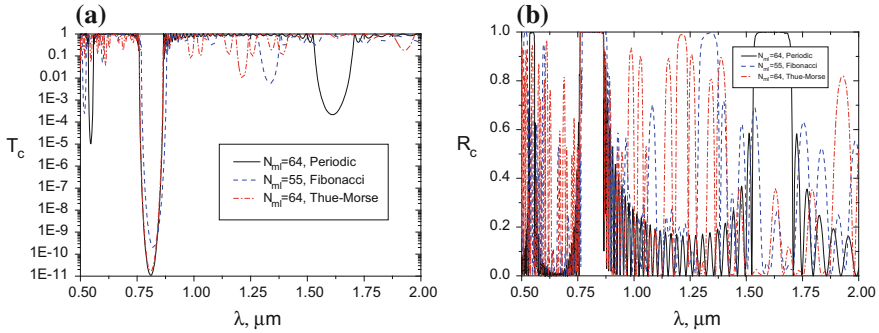 (a)
1
0.1
0.01
1E-3
1E-4
1E-5
1E-6
1E-7
1E-8
1E-9
1E-10
1E-11
T_c
N_ml=64, Periodic
N_ml=55, Fibonacci
N_ml=64, Thue-Morse
0.50 0.75 1.00 1.25 1.50 1.75 2.00
λ, μm
(b)
1.0
0.8
0.6
0.4
0.2
0.0
R_c
N_ml=64, Periodic
N_ml=55, Fibonacci
N_ml=64, Thue-Morse
0.50 0.75 1.00 1.25 1.50 1.75 2.00
λ, μm